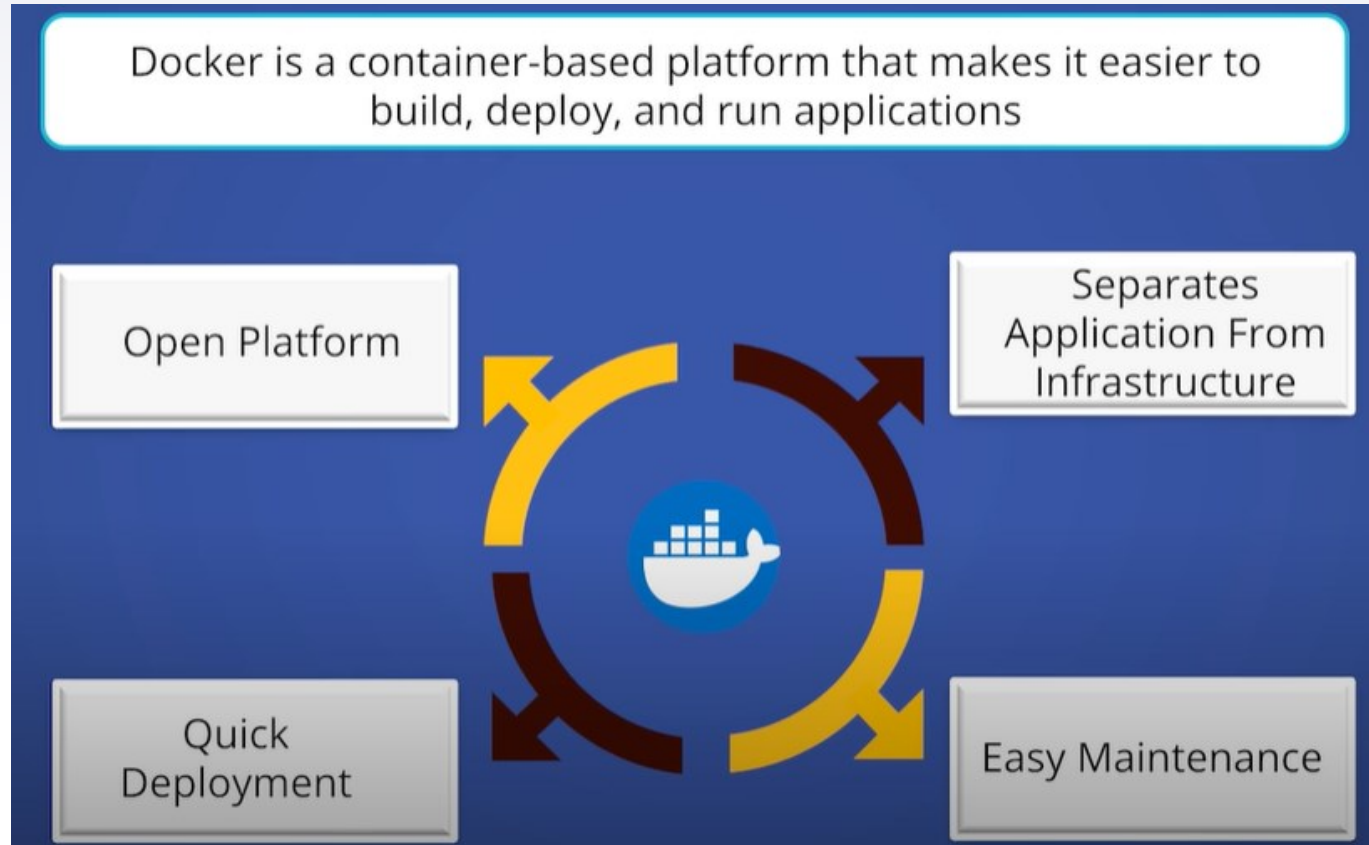 Docker is a container-based platform that makes it easier to
build, deploy, and run applications
Open Platform
Separates
Application From
Infrastructure
Quick
Deployment
Easy Maintenance